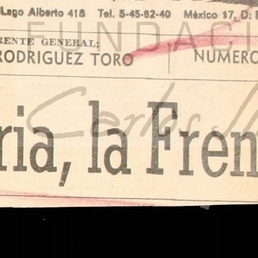 Lago Alberto 418 Tel. 5-45-82-40 México 17, D:
FUNDACI
RENTE GENERAL:
RODRIGUEZ TORO
NUMERO
Carlos
ria, la Fren